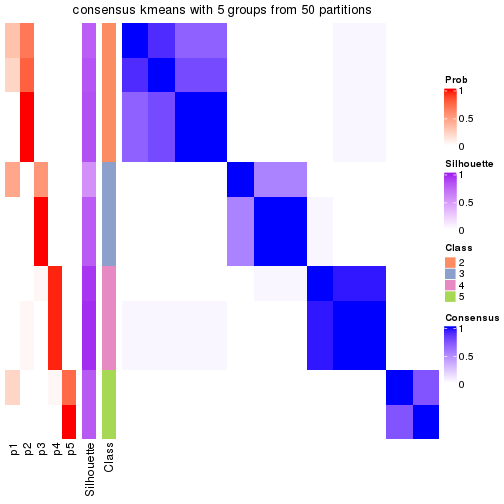 consensus kmeans with 5 groups from 50 partitions
Prob
1
0.5
0
Silhouette
1
0.5
0
Class
2
3
4
5
Consensus
1
0.5
0
p1
p2
p3
p4
p5
Silhouette
Class